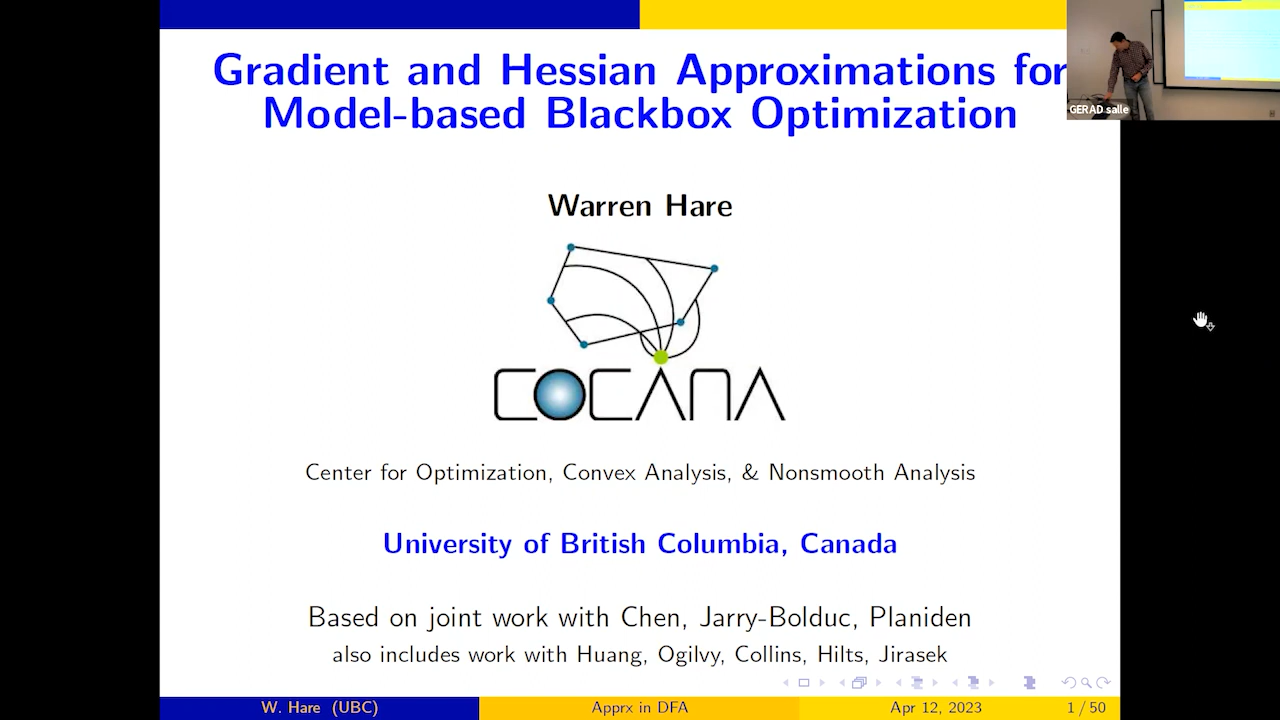 Gradient and Hessian Approximations for
Model-based Blackbox Optimization
GERAD salle
Warren Hare
COCANA
Center for Optimization, Convex Analysis, & Nonsmooth Analysis
University of British Columbia, Canada
Based on joint work with Chen, Jarry-Bolduc, Planiden
also includes work with Huang, Ogilvy, Collins, Hilts, Jirasek
W. Hare (UBC)
Apprx in DFA
Apr 12, 2023
1 / 50